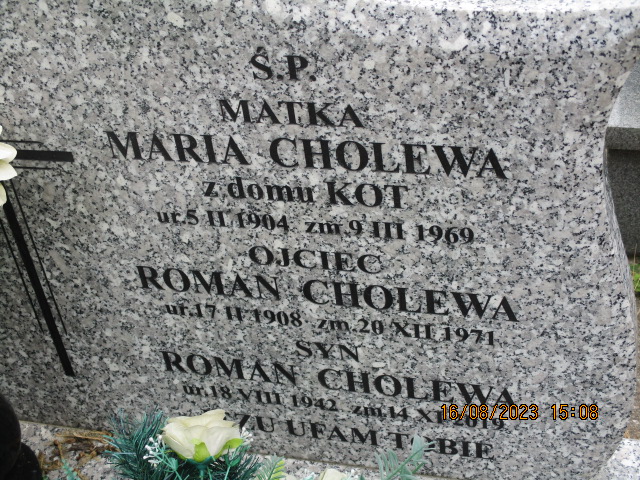 Ś.P.
MATKA
MARIA CHOLEWA
z domu KOT
ur.5 II 1904 zm.9 III 1969
OJCIEC
ROMAN CHOLEWA
ur.17 II 1908 zm.20 XII 1971
SYN
ROMAN CHOLEWA
ur.18 VIII 1942 zm.14
UFAM TOBIE
16/08/2023 15:08